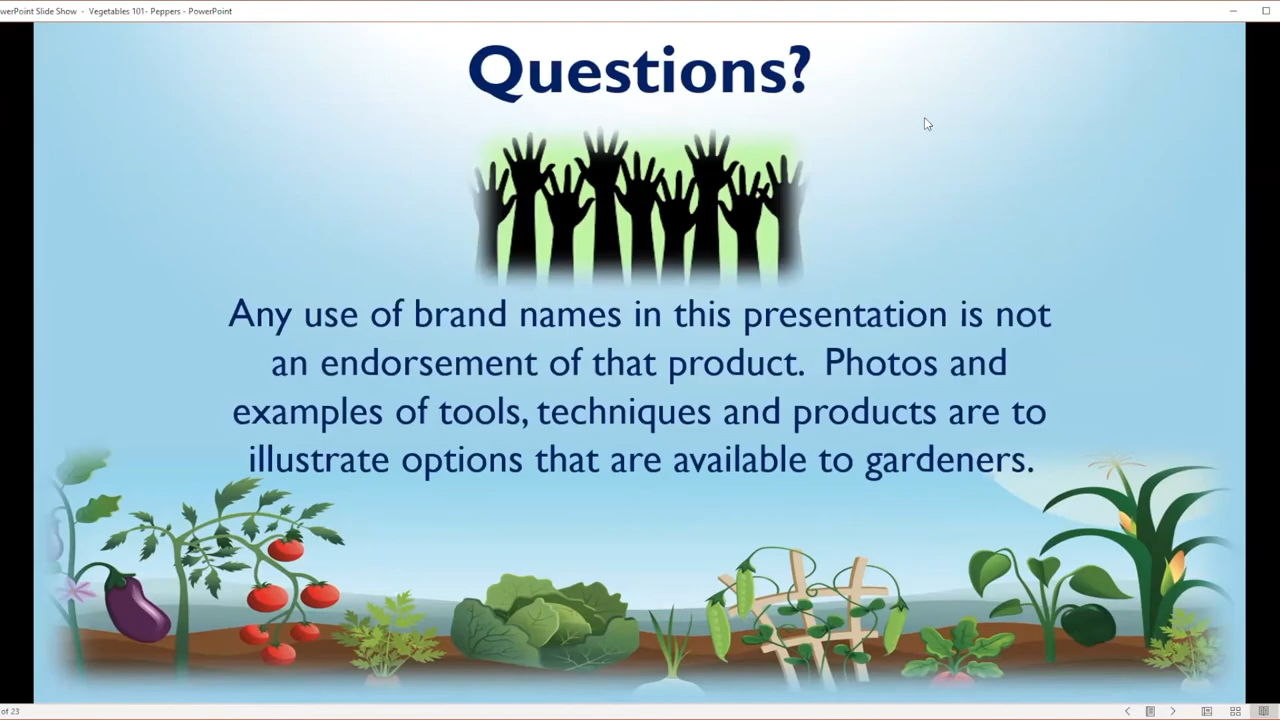 PowerPoint Slide Show - Vegetables 101- Peppers - PowerPoint
Questions?
Any use of brand names in this presentation is not
an endorsement of that product.  Photos and
examples of tools, techniques and products are to
illustrate options that are available to gardeners.
of 23